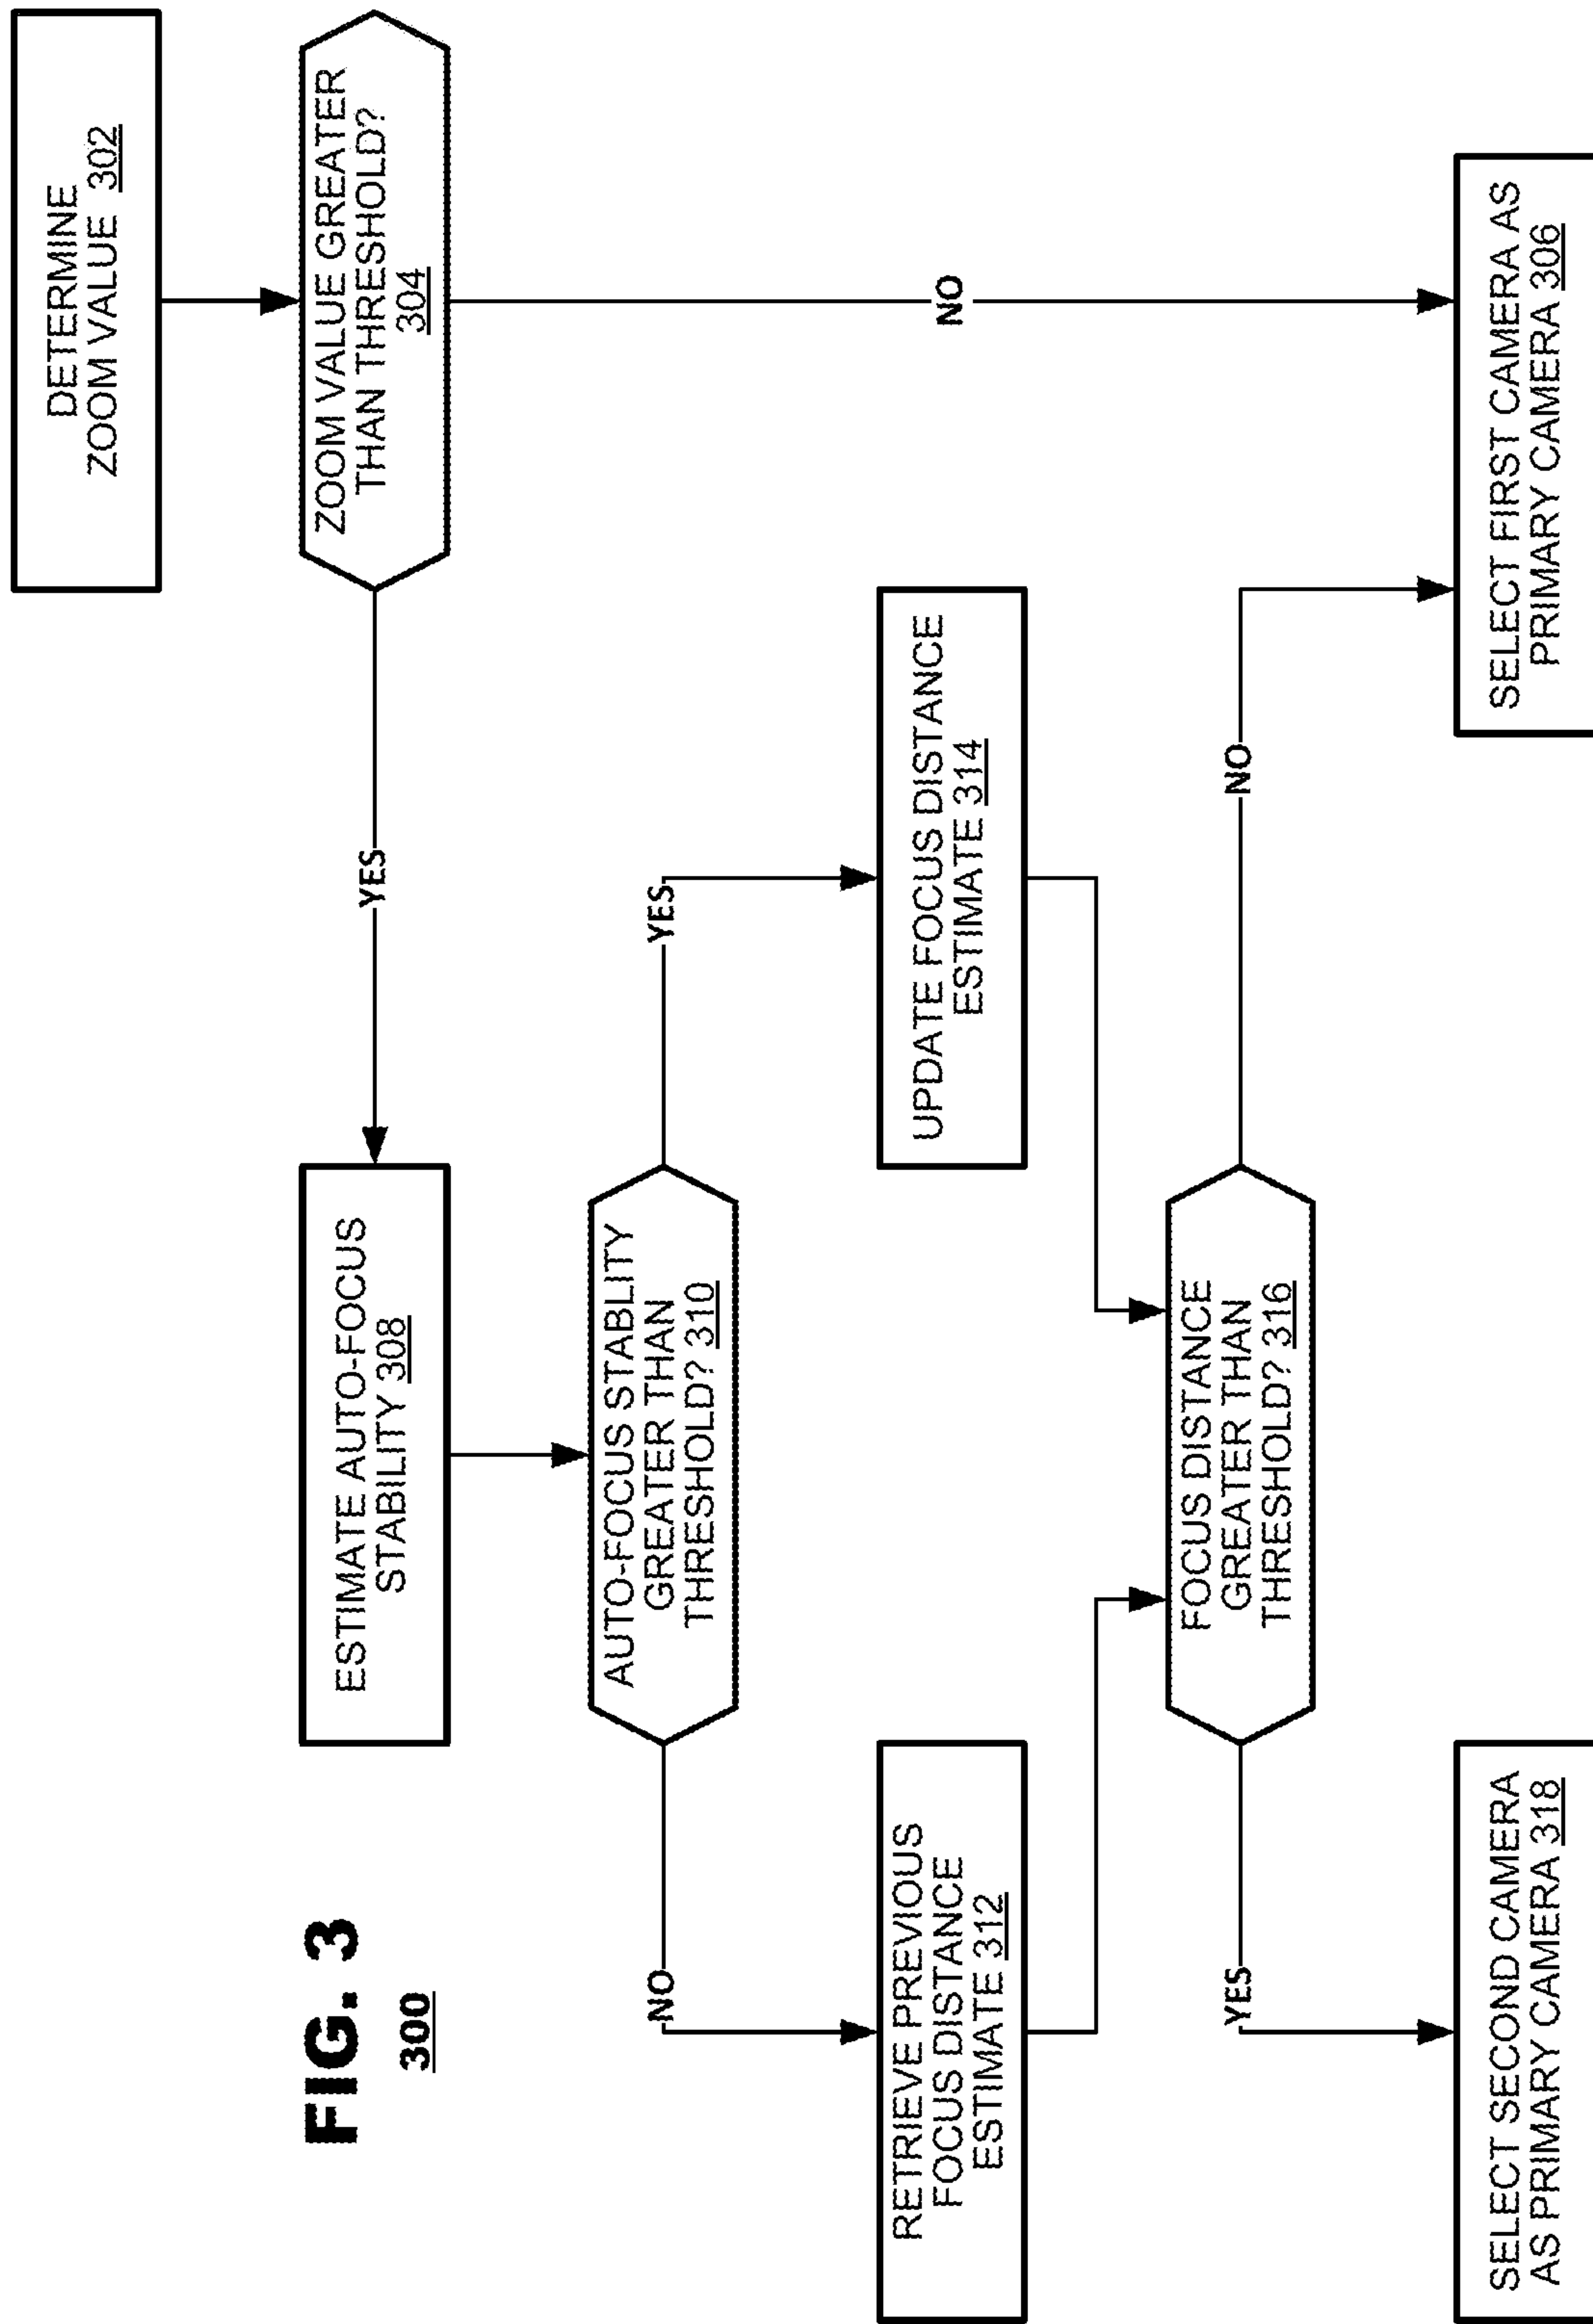 FIG. 3
300
DETERMINE
ZOOM VALUE 302
ZOOM VALUE GREATER
THAN THRESHOLD?
304
YES
NO
ESTIMATE AUTO-FOCUS
STABILITY 308
AUTO-FOCUS STABLITY
GREATER THAN
THRESHOLD? 310
NO
YES
RETRIEVE PREVIOUS
FOCUS DISTANCE
ESTIMATE 312
UPDATE FOCUS DISTANCE
ESTIMATE 314
FOCUS DISTANCE
GREATER THAN
THRESHOLD? 316
YES
NO
SELECT SECOND CAMERA
AS PRIMARY CAMERA 318
SELECT FIRST CAMERA AS
PRIMARY CAMERA 306